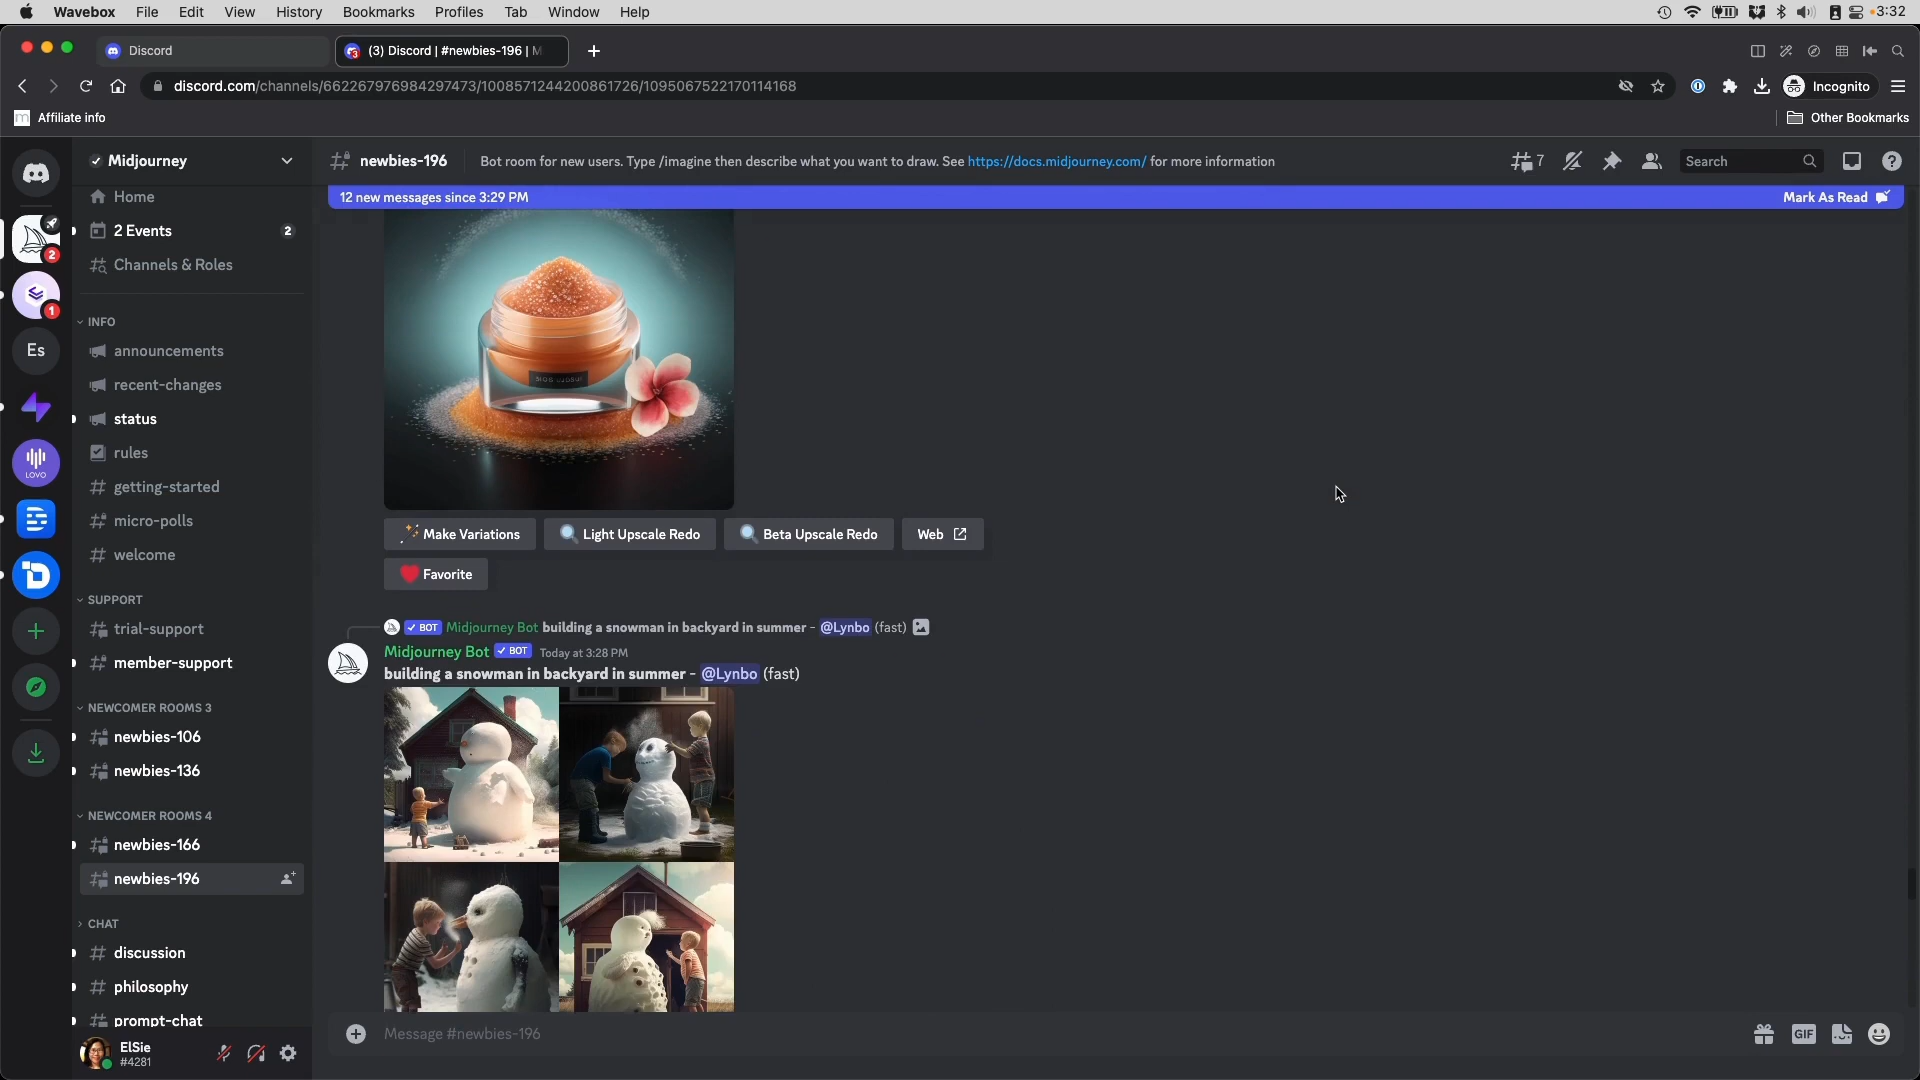 Wavebox File Edit View History Bookmarks Profiles Tab Window Help 3:32
Discord
(3) Discord | #newbies-196 | M
discord.com/channels/662267976984297473/1008571244200861726/1095067522170114168
Incognito
Affiliate info
Other Bookmarks
Midjourney
newbies-196
Bot room for new users. Type /imagine then describe what you want to draw. See https://docs.midjourney.com/ for more information
7
Search
12 new messages since 3:29 PM
Mark As Read
Home
2 Events 2
Channels & Roles
2
1
Es
LOVO
INFO
announcements
recent-changes
status
rules
getting-started
micro-polls
welcome
SUPPORT
trial-support
member-support
NEWCOMER ROOMS 3
newbies-106
newbies-136
NEWCOMER ROOMS 4
newbies-166
newbies-196
CHAT
discussion
philosophy
prompt-chat
ElSie
#4281
Make Variations
Light Upscale Redo
Beta Upscale Redo
Web
Favorite
BOT Midjourney Bot building a snowman in backyard in summer - @Lynbo (fast)
Midjourney Bot BOT Today at 3:28 PM
building a snowman in backyard in summer - @Lynbo (fast)
Message #newbies-196
GIF